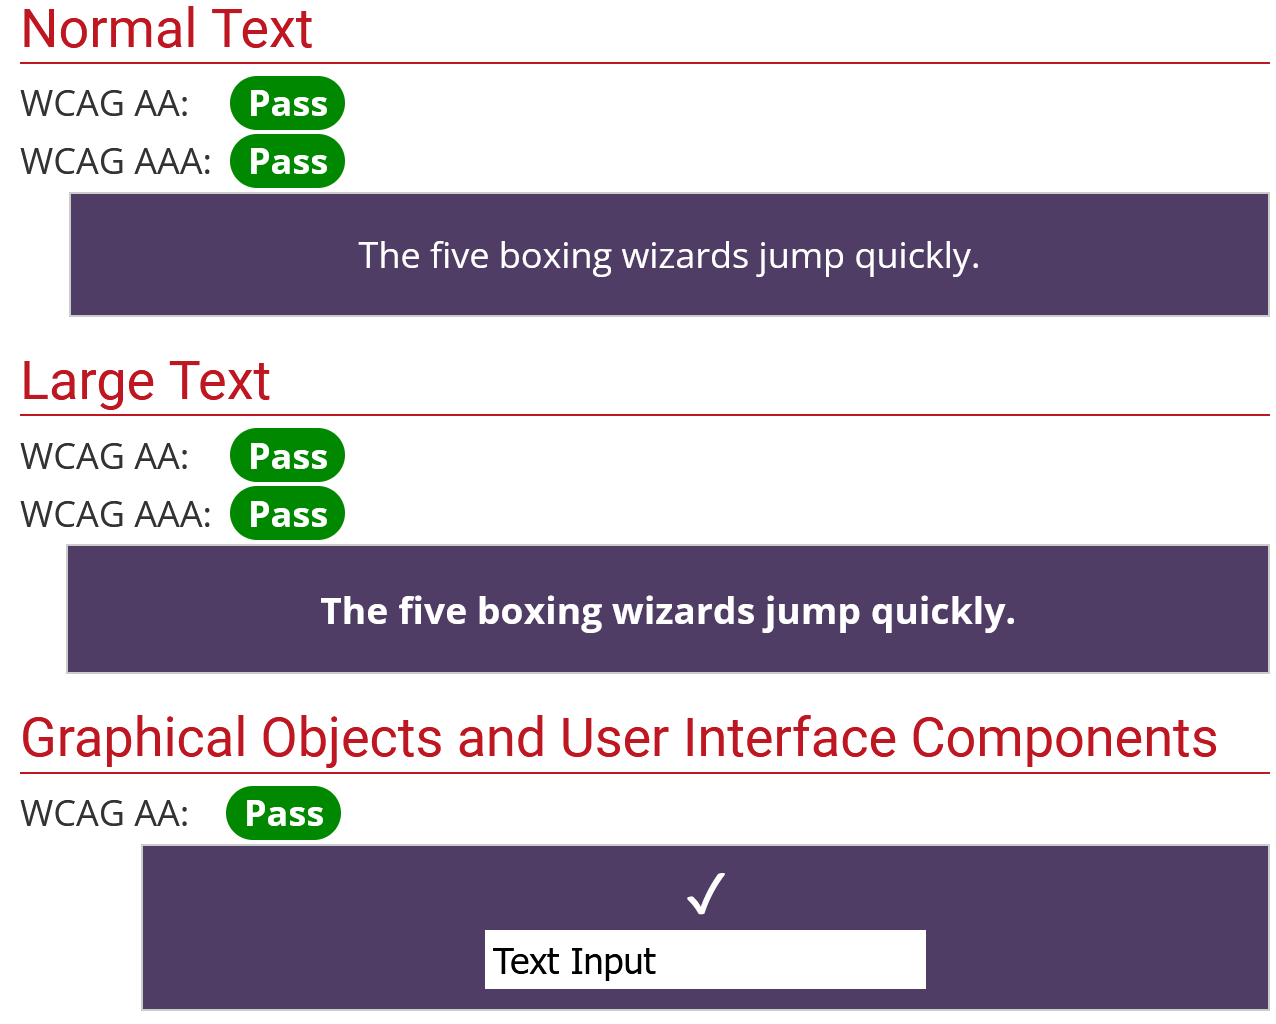 Normal Text
WCAG AA: Pass
WCAG AAA: Pass
The five boxing wizards jump quickly.
Large Text
WCAG AA: Pass
WCAG AAA: Pass
The five boxing wizards jump quickly.
Graphical Objects and User Interface Components
WCAG AA: Pass
✓
Text Input